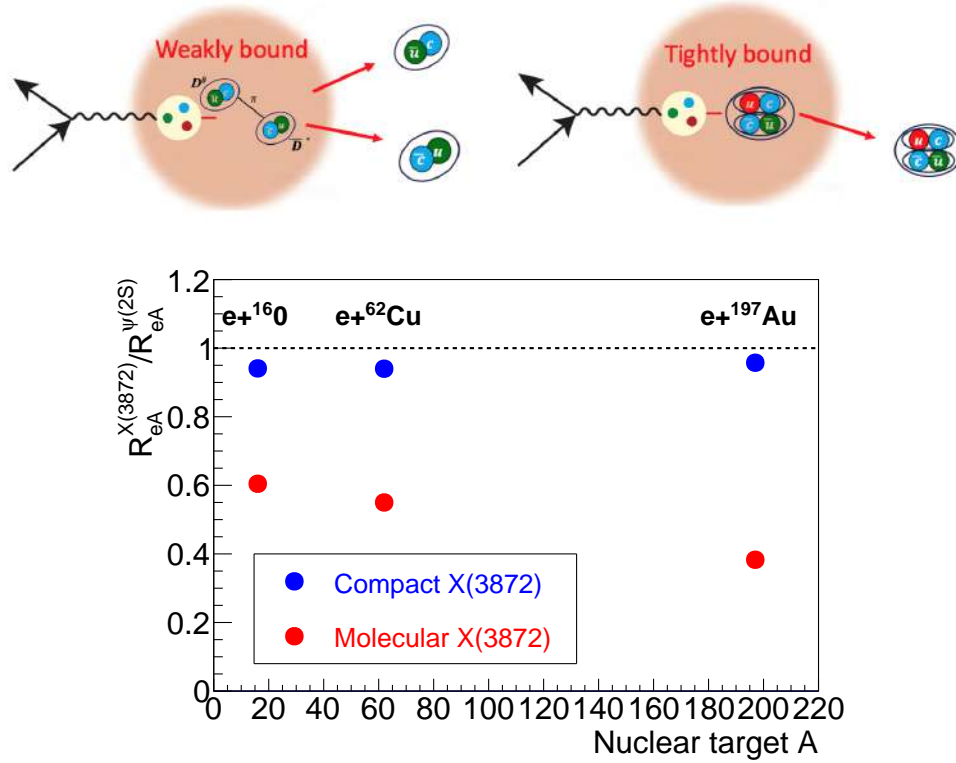 Weakly bound
D⁰
u̅ c
π
c̅ u
D̅*
u̅ c
c̅ u
Tightly bound
u c
c̅ u̅
u c
c̅ u̅
R_eA^X(3872)/R_eA^ψ(2S)
1.2
1
0.8
0.6
0.4
0.2
0
e+¹⁶0
e+⁶²Cu
e+¹⁹⁷Au
Compact X(3872)
Molecular X(3872)
0 20 40 60 80 100 120 140 160 180 200 220
Nuclear target A